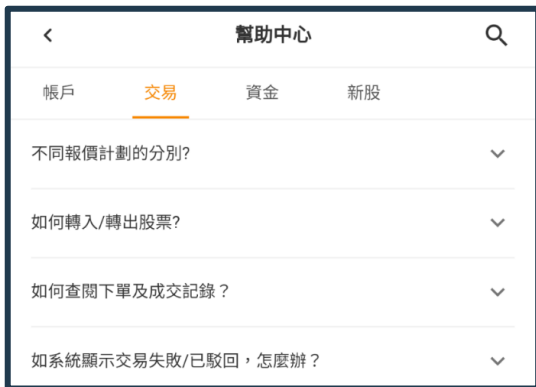 幫助中心
帳戶 交易 資金 新股
不同報價計劃的分別?
如何轉入/轉出股票?
如何查閱下單及成交記錄？
如系統顯示交易失敗/已駁回，怎麼辦？